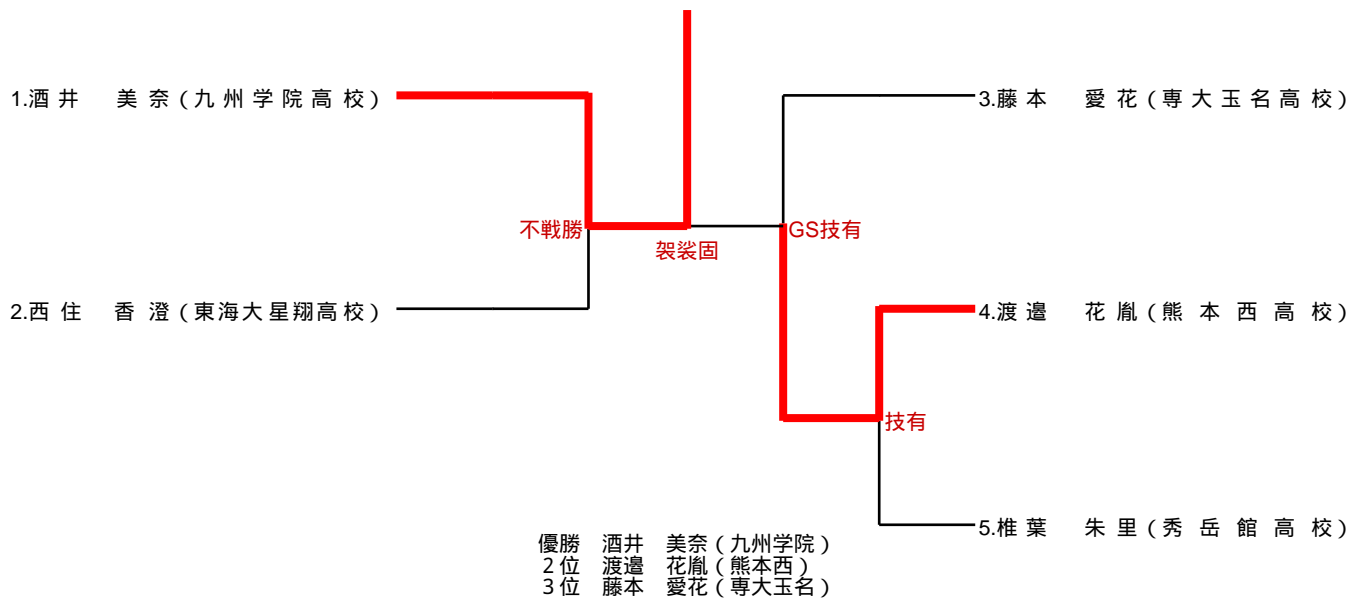 1.酒井 美奈(九州学院高校)
3.藤本 愛花(専大玉名高校)
不戦勝
GS技有
袈裟固
2.西住 香澄(東海大星翔高校)
4.渡邉 花胤(熊本西高校)
技有
5.椎葉 朱里(秀岳館高校)
優勝 酒井 美奈(九州学院)
2位 渡邉 花胤(熊本西)
3位 藤本 愛花(専大玉名)